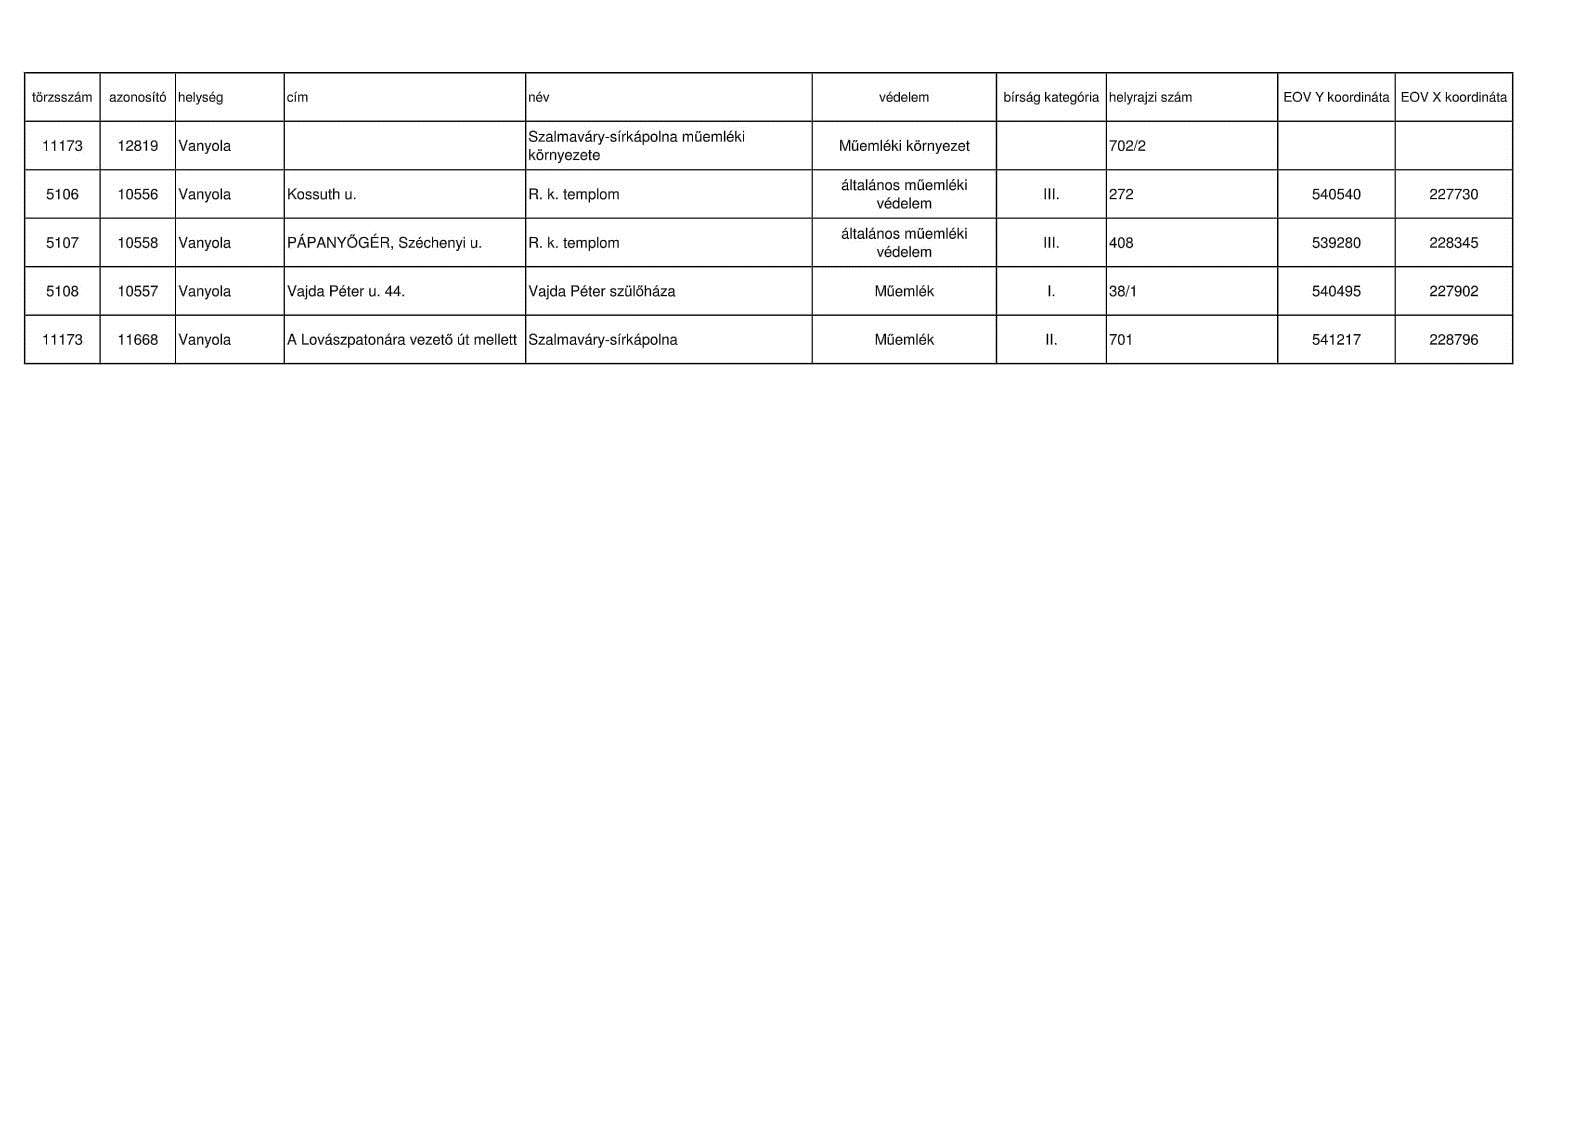 törzsszám azonosító helység cím név védelem bírság kategória helyrajzi szám EOV Y koordináta EOV X koordináta
11173 12819 Vanyola Szalmaváry-sírkápolna műemléki környezete Műemléki környezet 702/2
5106 10556 Vanyola Kossuth u. R. k. templom általános műemléki védelem III. 272 540540 227730
5107 10558 Vanyola PÁPANYŐGÉR, Széchenyi u. R. k. templom általános műemléki védelem III. 408 539280 228345
5108 10557 Vanyola Vajda Péter u. 44. Vajda Péter szülőháza Műemlék I. 38/1 540495 227902
11173 11668 Vanyola A Lovászpatonára vezető út mellett Szalmaváry-sírkápolna Műemlék II. 701 541217 228796